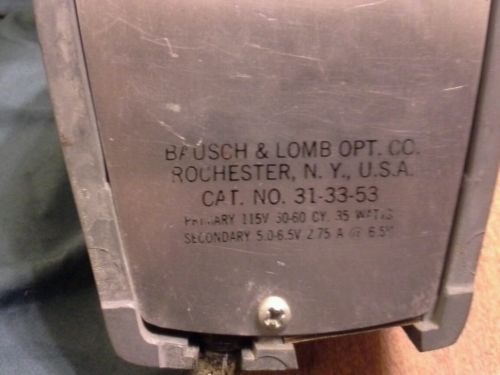 BAUSCH & LOMB OPT. CO.
ROCHESTER, N. Y., U.S.A.
CAT. NO. 31-33-53
PRIMARY 115V 50-60 CY. 35 WATTS
SECONDARY 5.0-6.5V 2.75 A @ 6.5V